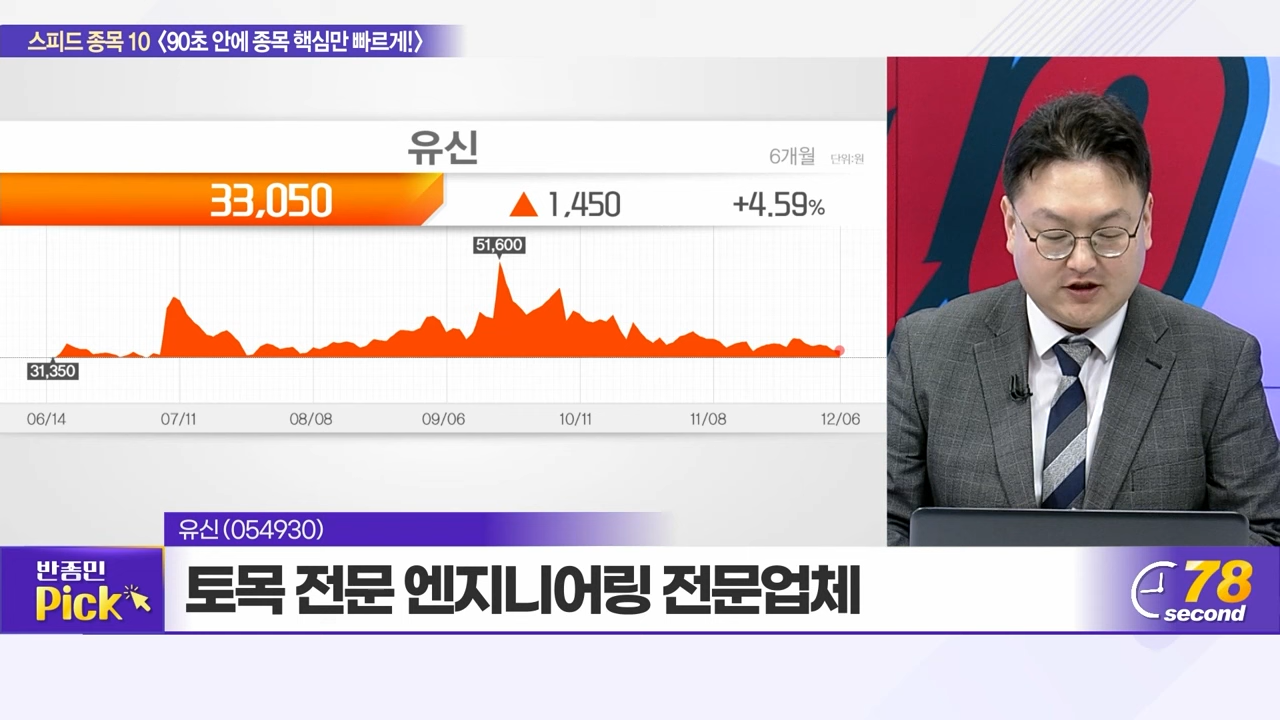 스피드 종목 10 〈90초 안에 종목 핵심만 빠르게!〉
유신
6개월 단위:원
33,050 ▲ 1,450 +4.59%
51,600
31,350
06/14 07/11 08/08 09/06 10/11 11/08 12/06
유신(054930)
반종민
Pick
토목 전문 엔지니어링 전문업체
78
second